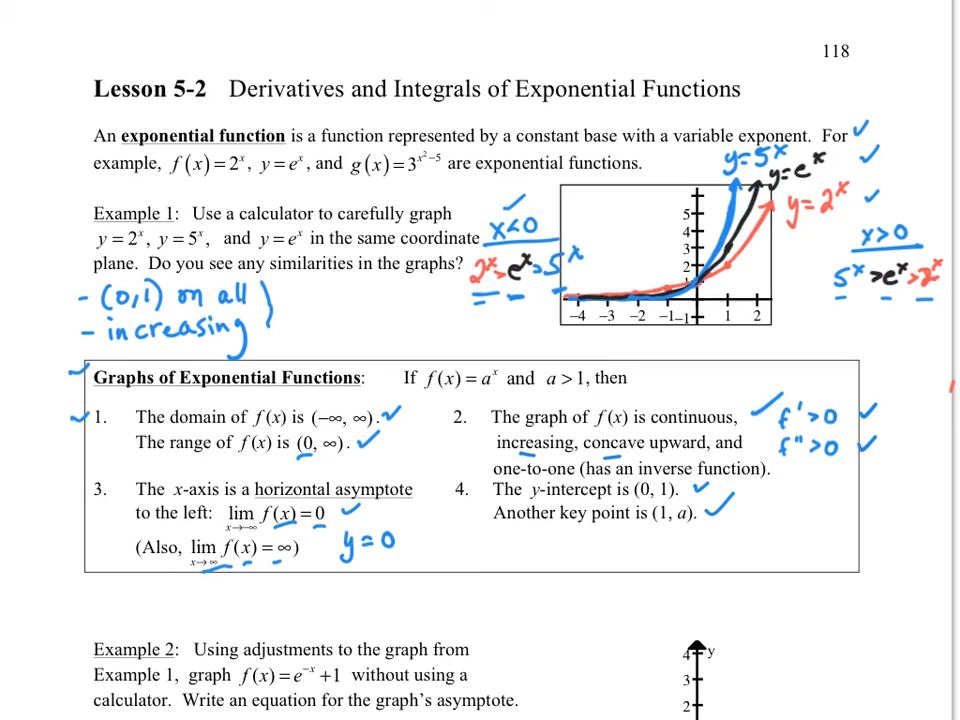 118
Lesson 5-2 Derivatives and Integrals of Exponential Functions
An exponential function is a function represented by a constant base with a variable exponent. For
example, f(x) = 2^x, y = e^x, and g(x) = 3^(x^2−5) are exponential functions.
y=5^x
y=e^x
y=2^x
Example 1: Use a calculator to carefully graph
y = 2^x, y = 5^x, and y = e^x in the same coordinate
plane. Do you see any similarities in the graphs?
x<0
2^x > e^x > 5^x
x>0
5^x > e^x > 2^x
- (0,1) on all
- increasing
5
4
3
2
1
−4 −3 −2 −1 −1 1 2
Graphs of Exponential Functions: If f(x) = a^x and a > 1, then
1. The domain of f(x) is (−∞, ∞).
The range of f(x) is (0, ∞).
2. The graph of f(x) is continuous,
increasing, concave upward, and
one-to-one (has an inverse function).
f'>0
f">0
3. The x-axis is a horizontal asymptote
to the left: lim x→−∞ f(x) = 0
(Also, lim x→∞ f(x) = ∞)
y=0
4. The y-intercept is (0, 1).
Another key point is (1, a).
Example 2: Using adjustments to the graph from
Example 1, graph f(x) = e^−x + 1 without using a
calculator. Write an equation for the graph's asymptote.
y
4
3
2